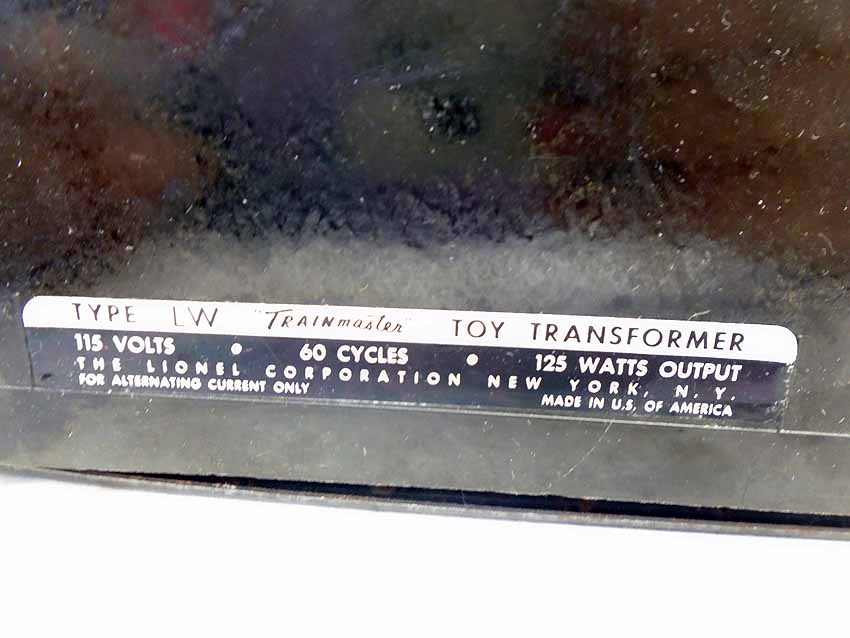 TYPE LW "TRAINmaster" TOY TRANSFORMER
115 VOLTS • 60 CYCLES • 125 WATTS OUTPUT
THE LIONEL CORPORATION NEW YORK, N. Y.
FOR ALTERNATING CURRENT ONLY MADE IN U.S. OF AMERICA